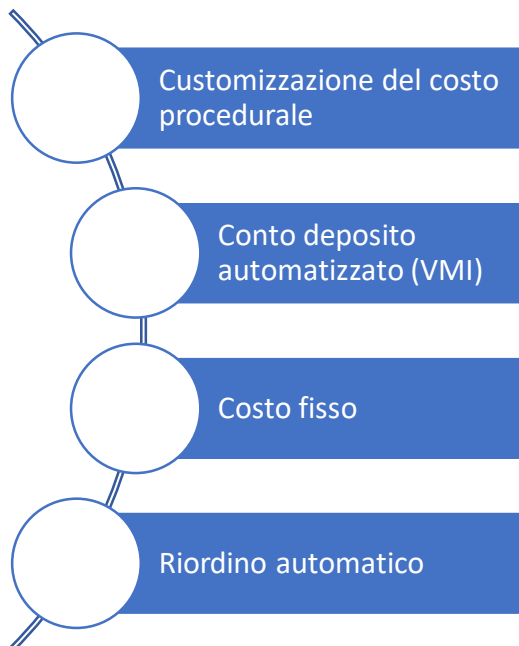 Customizzazione del costo
procedurale
Conto deposito
automatizzato (VMI)
Costo fisso
Riordino automatico